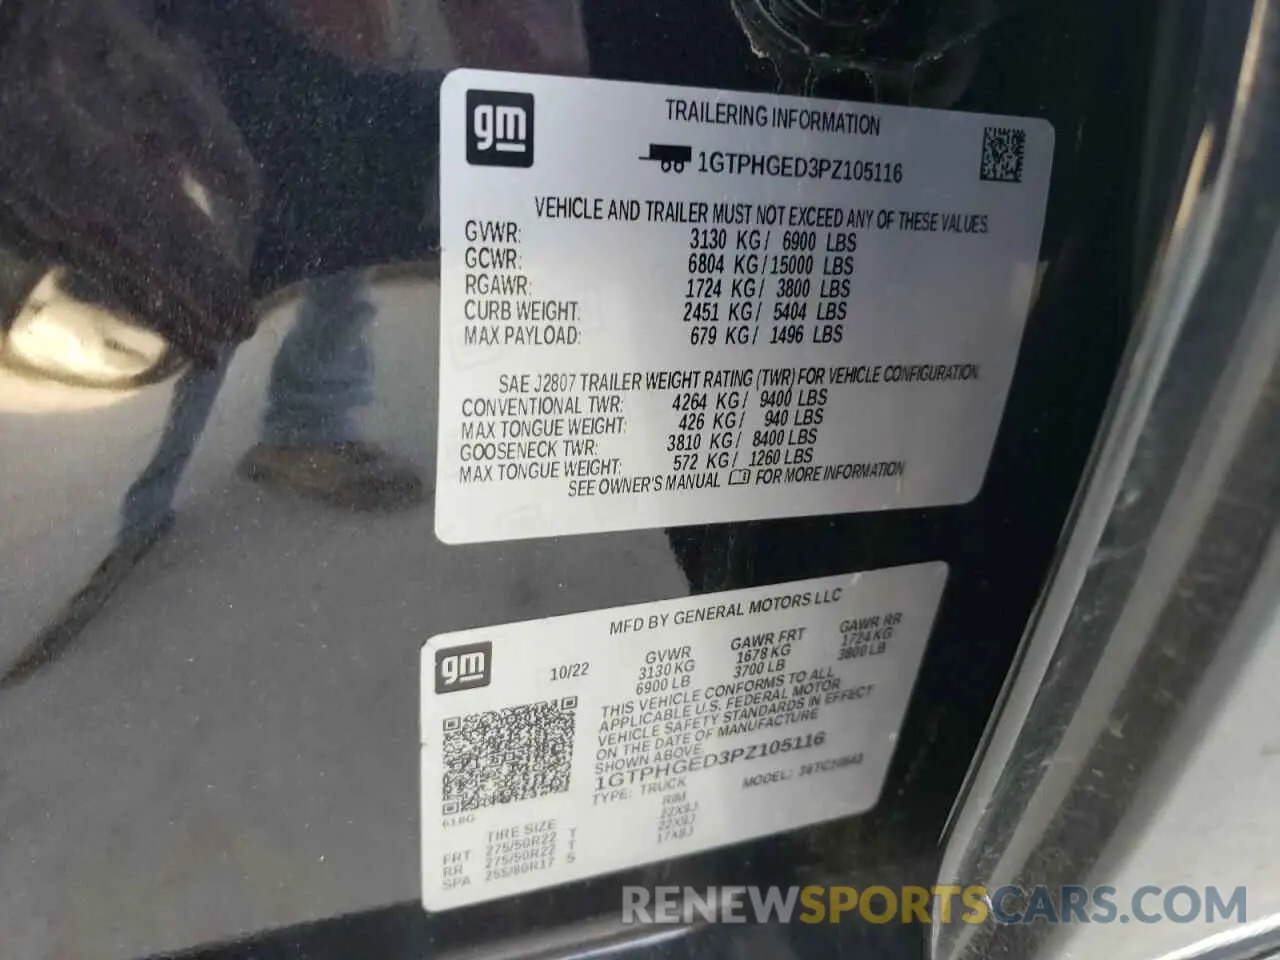 gm
TRAILERING INFORMATION
1GTPHGED3PZ105116
VEHICLE AND TRAILER MUST NOT EXCEED ANY OF THESE VALUES.
GVWR: 3130 KG/ 6900 LBS
GCWR: 6804 KG/15000 LBS
RGAWR: 1724 KG/ 3800 LBS
CURB WEIGHT: 2451 KG/ 5404 LBS
MAX PAYLOAD: 679 KG/ 1496 LBS
SAE J2807 TRAILER WEIGHT RATING (TWR) FOR VEHICLE CONFIGURATION
CONVENTIONAL TWR: 4264 KG/ 9400 LBS
MAX TONGUE WEIGHT: 426 KG/ 940 LBS
GOOSENECK TWR: 3810 KG/ 8400 LBS
MAX TONGUE WEIGHT: 572 KG/ 1260 LBS
SEE OWNER'S MANUAL FOR MORE INFORMATION
gm
MFD BY GENERAL MOTORS LLC
10/22 GVWR GAWR FRT GAWR RR
3130 KG 1678 KG 1724 KG
6900 LB 3700 LB 3800 LB
THIS VEHICLE CONFORMS TO ALL
APPLICABLE U.S. FEDERAL MOTOR
VEHICLE SAFETY STANDARDS IN EFFECT
ON THE DATE OF MANUFACTURE
SHOWN ABOVE.
1GTPHGED3PZ105116
TYPE: TRUCK MODEL:
618G
TIRE SIZE RIM
FRT 275/50R22 T 22X9J
RR 275/50R22 T 22X9J
SPA 255/80R17 S 17X8J
RENEWSPORTSCARS.COM